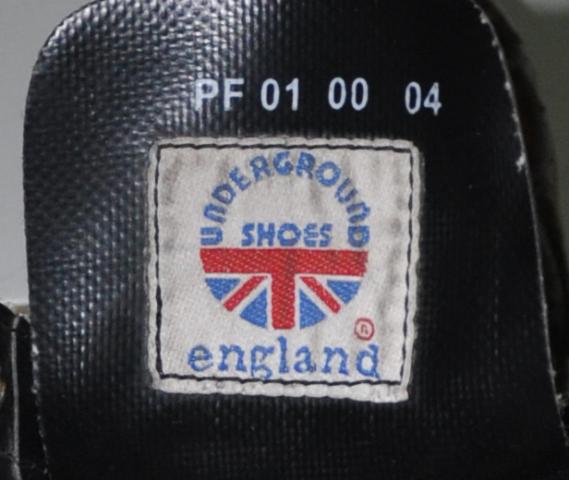 PF 01 00 04
UNDERGROUND
SHOES
®
england